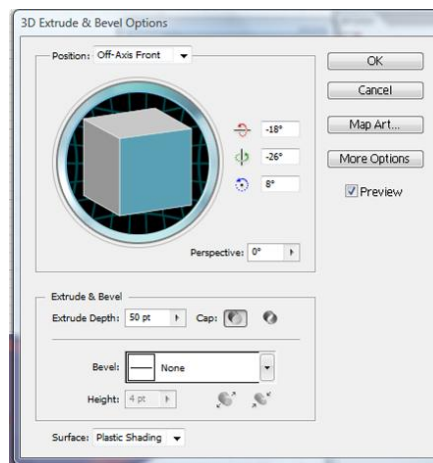 3D Extrude & Bevel Options
Position: Off-Axis Front
OK
Cancel
Map Art...
More Options
Preview
-18°
-26°
8°
Perspective: 0°
Extrude & Bevel
Extrude Depth: 50 pt Cap:
Bevel: None
Height: 4 pt
Surface: Plastic Shading